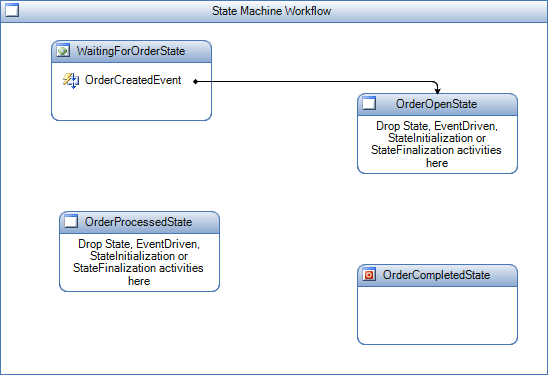 State Machine Workflow
WaitingForOrderState
OrderCreatedEvent
OrderOpenState
Drop State, EventDriven,
StateInitialization or
StateFinalization activities
here
OrderProcessedState
Drop State, EventDriven,
StateInitialization or
StateFinalization activities
here
OrderCompletedState